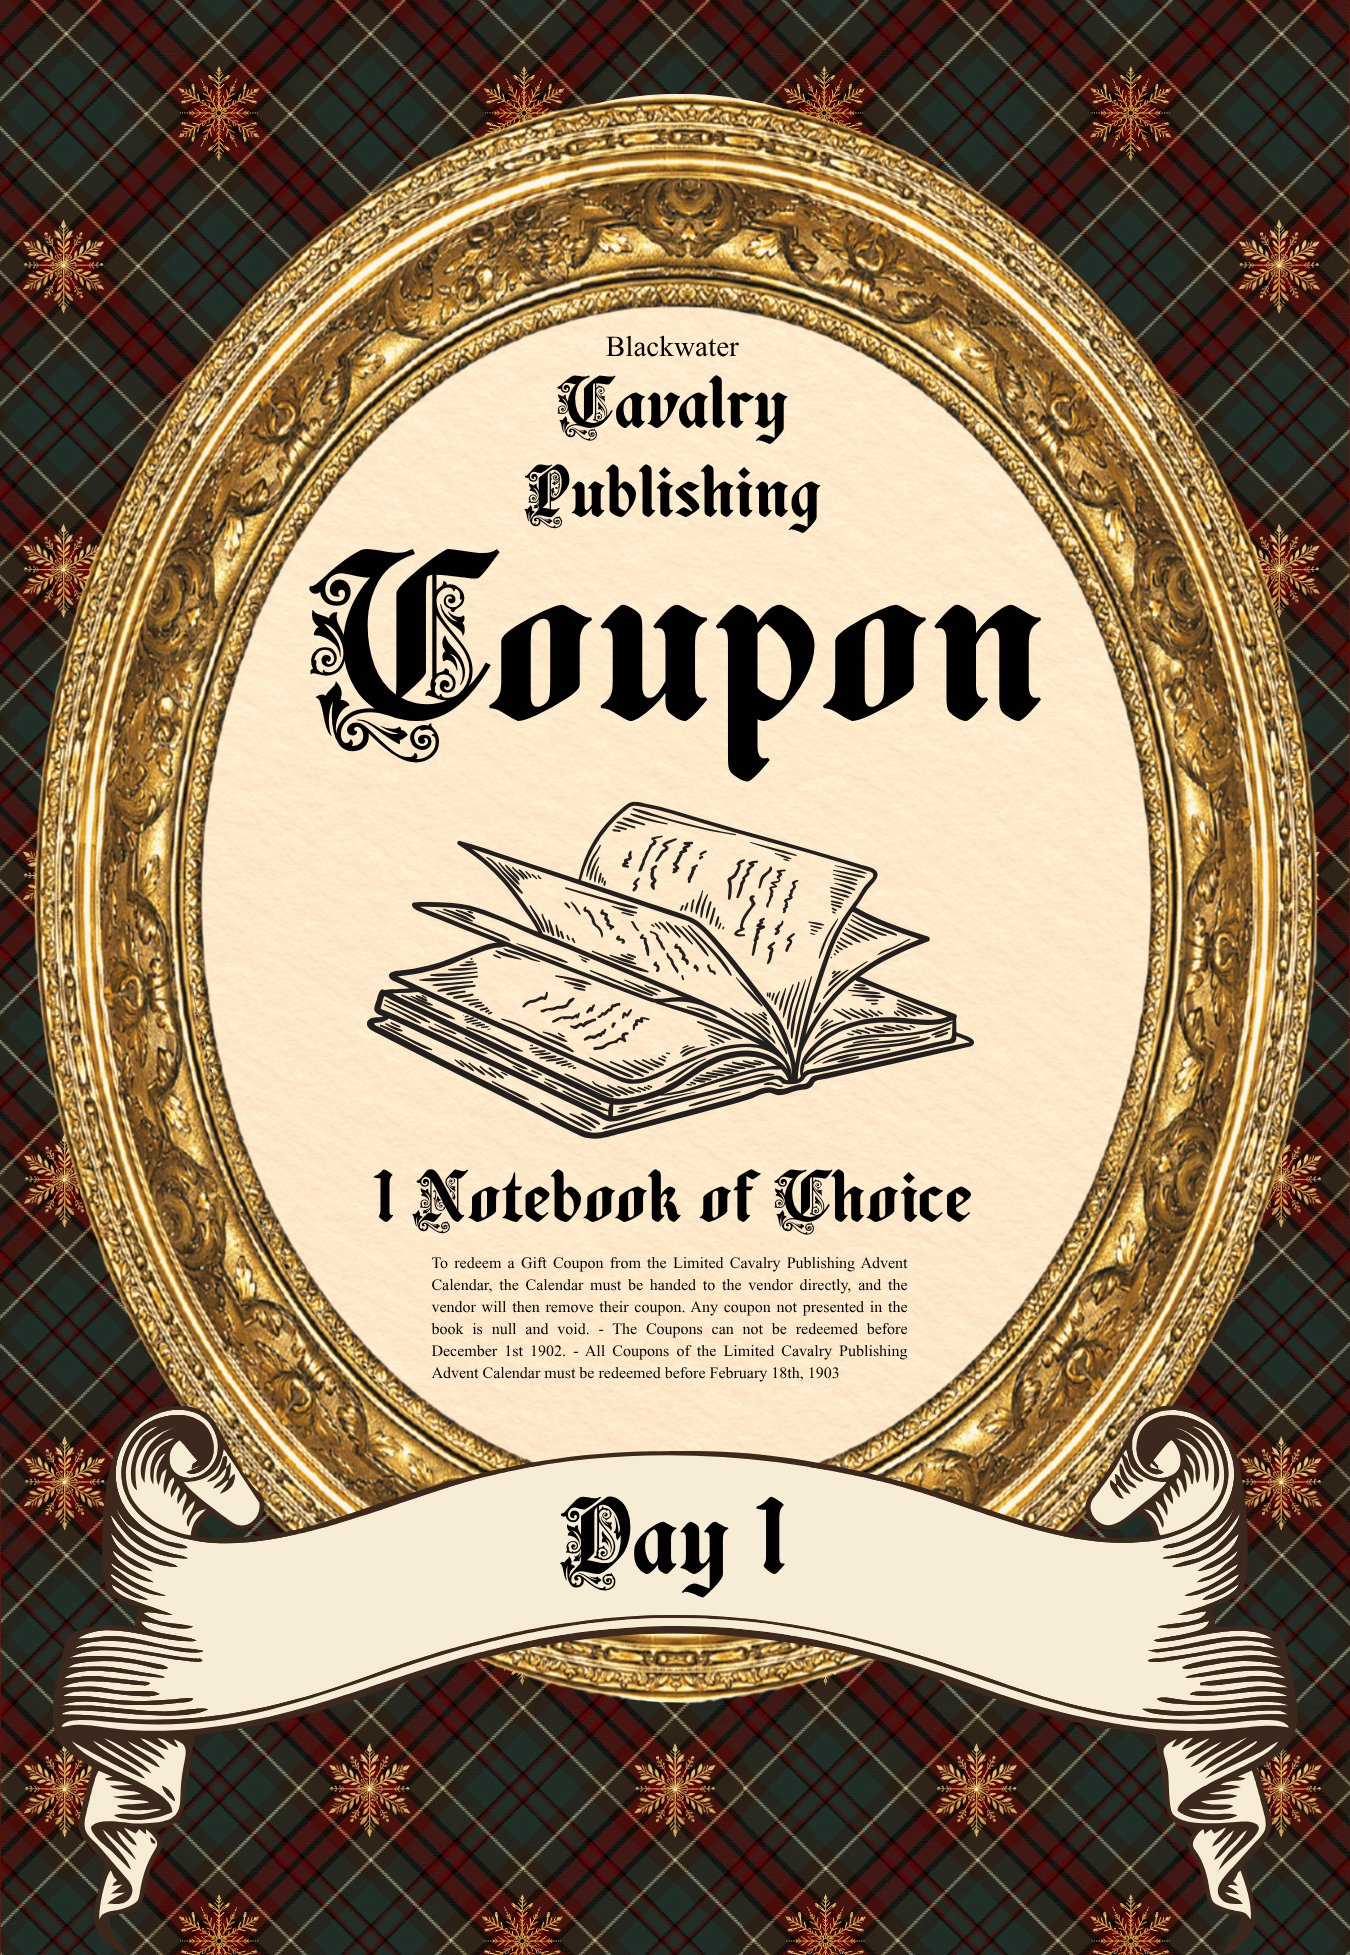 Blackwater
Cavalry
Publishing
Coupon
1 Notebook of Choice
To redeem a Gift Coupon from the Limited Cavalry Publishing Advent
Calendar, the Calendar must be handed to the vendor directly, and the
vendor will then remove their coupon. Any coupon not presented in the
book is null and void. - The Coupons can not be redeemed before
December 1st 1902. - All Coupons of the Limited Cavalry Publishing
Advent Calendar must be redeemed before February 18th, 1903
Day 1